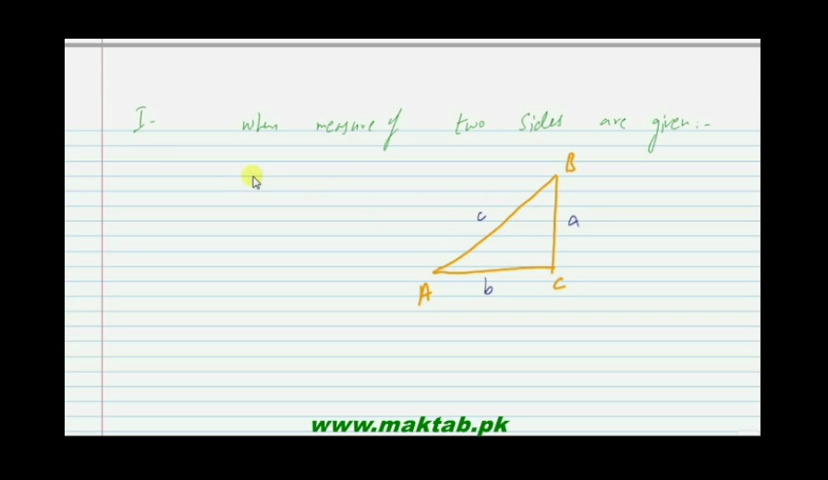 I- when measure of two sides are given:-
B
c
a
A
b
C
www.maktab.pk